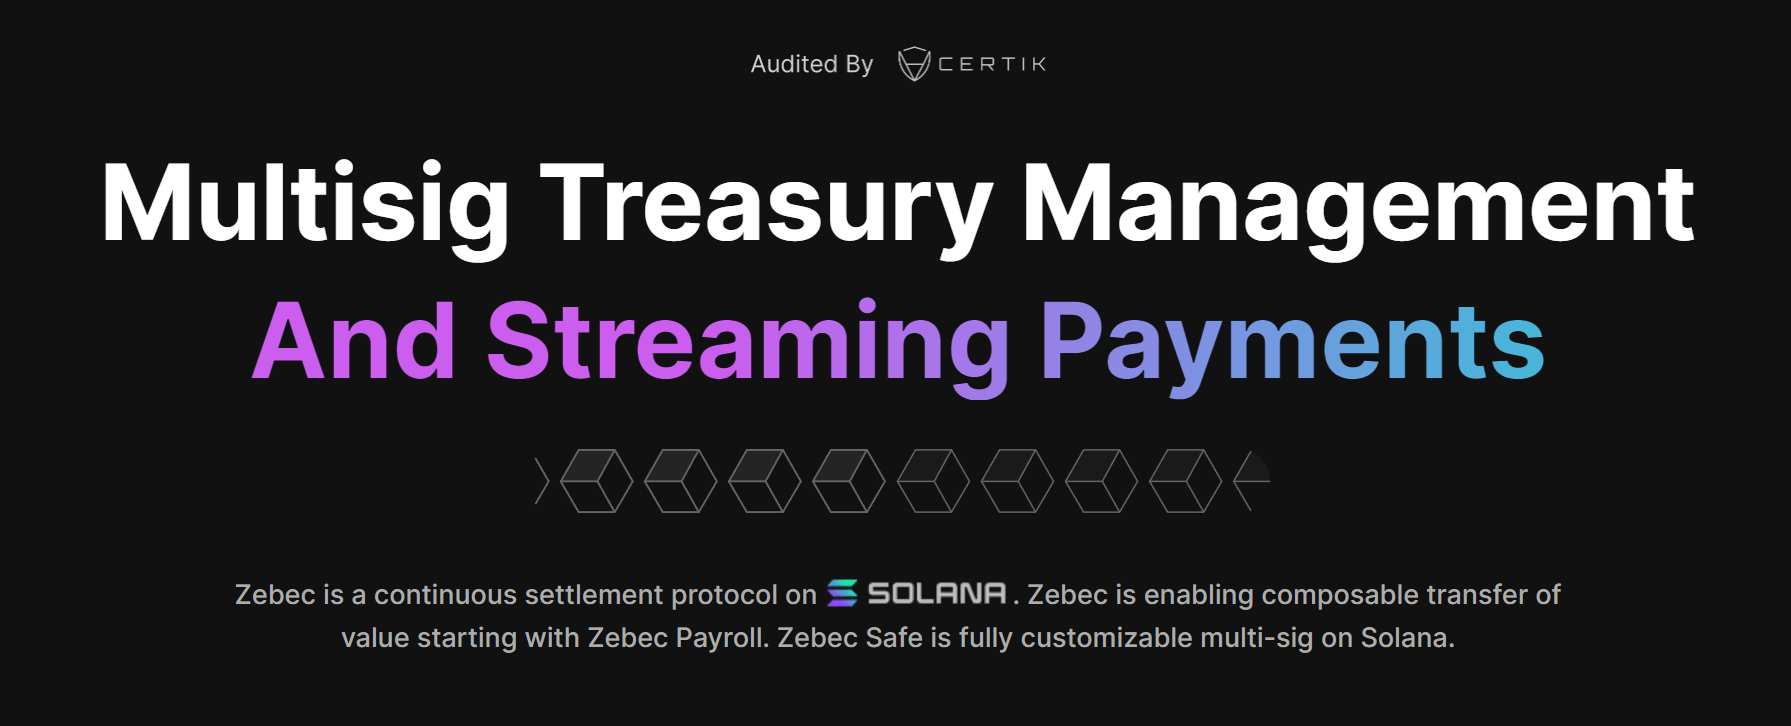 Audited By CERTIK
Multisig Treasury Management
And Streaming Payments
Zebec is a continuous settlement protocol on SOLANA . Zebec is enabling composable transfer of
value starting with Zebec Payroll. Zebec Safe is fully customizable multi-sig on Solana.